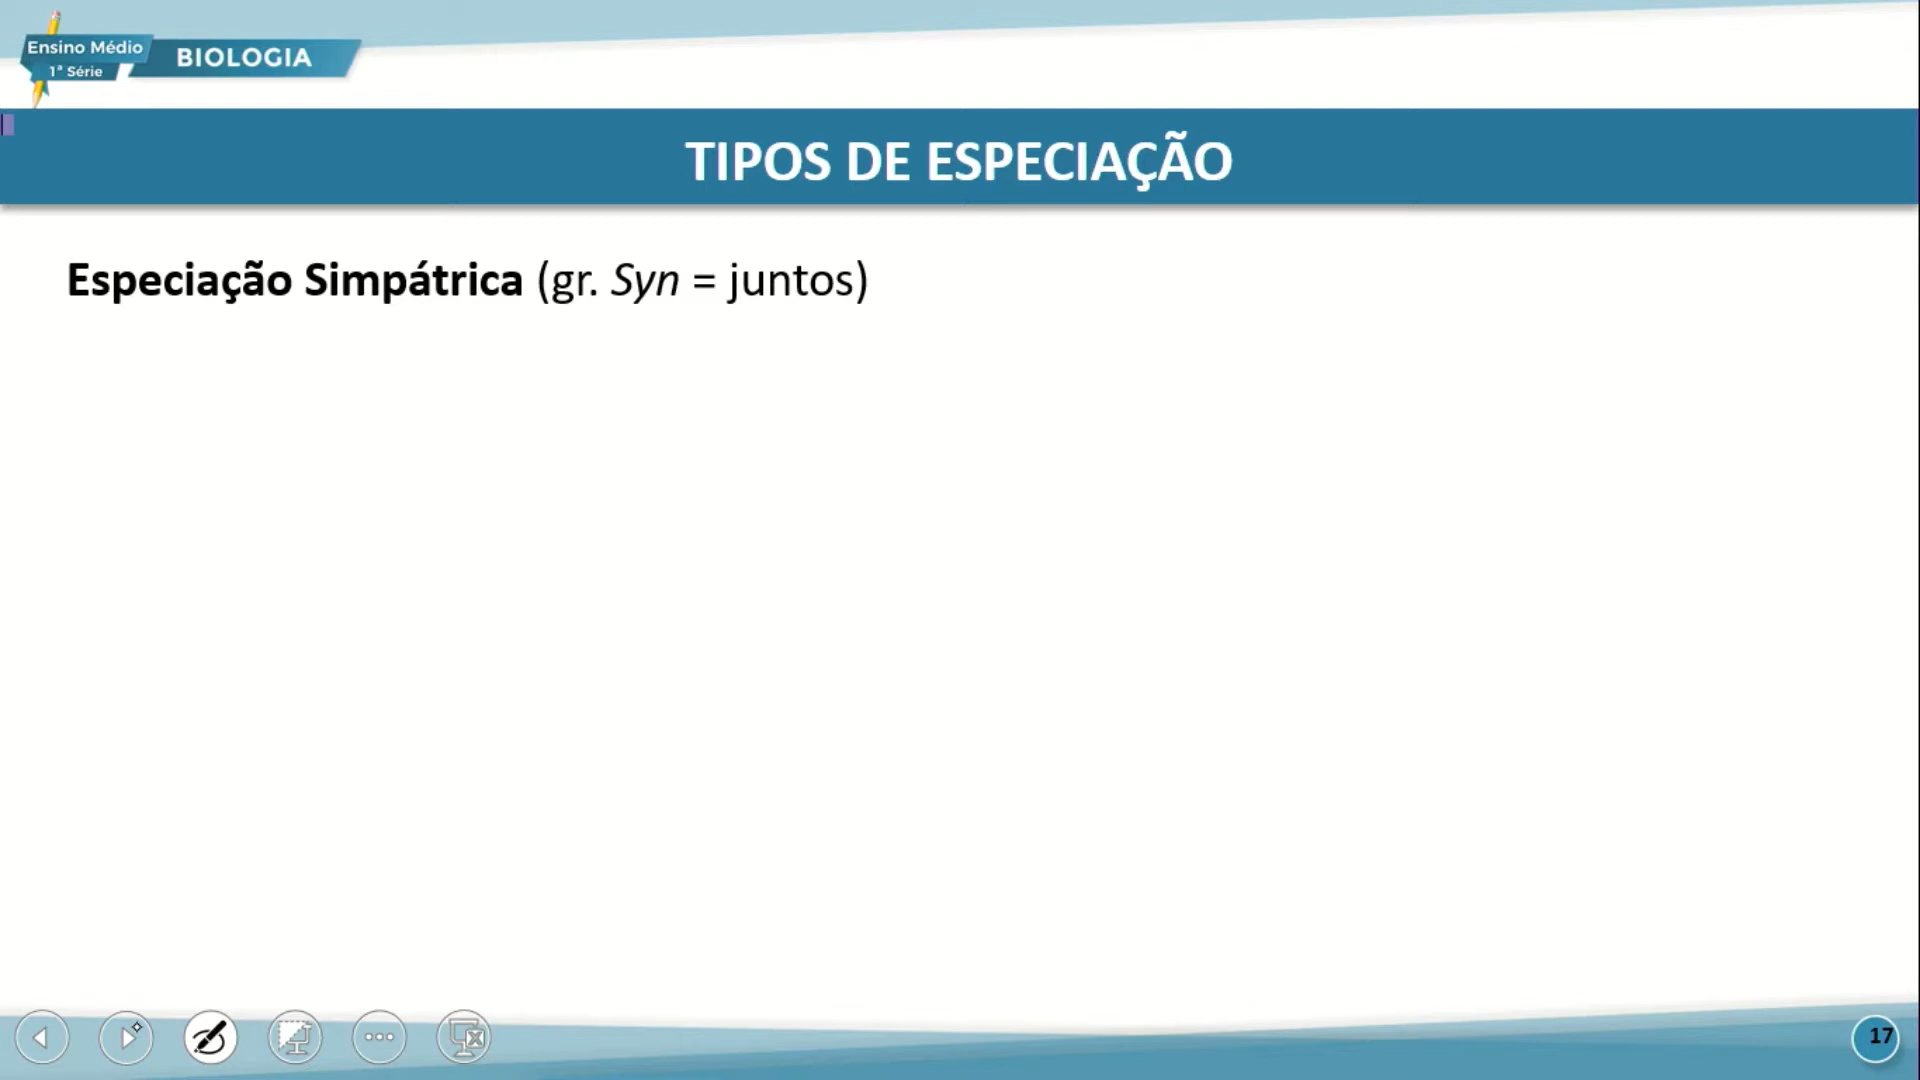 Ensino Médio
1ª Série
BIOLOGIA
TIPOS DE ESPECIAÇÃO
Especiação Simpátrica (gr. Syn = juntos)
17